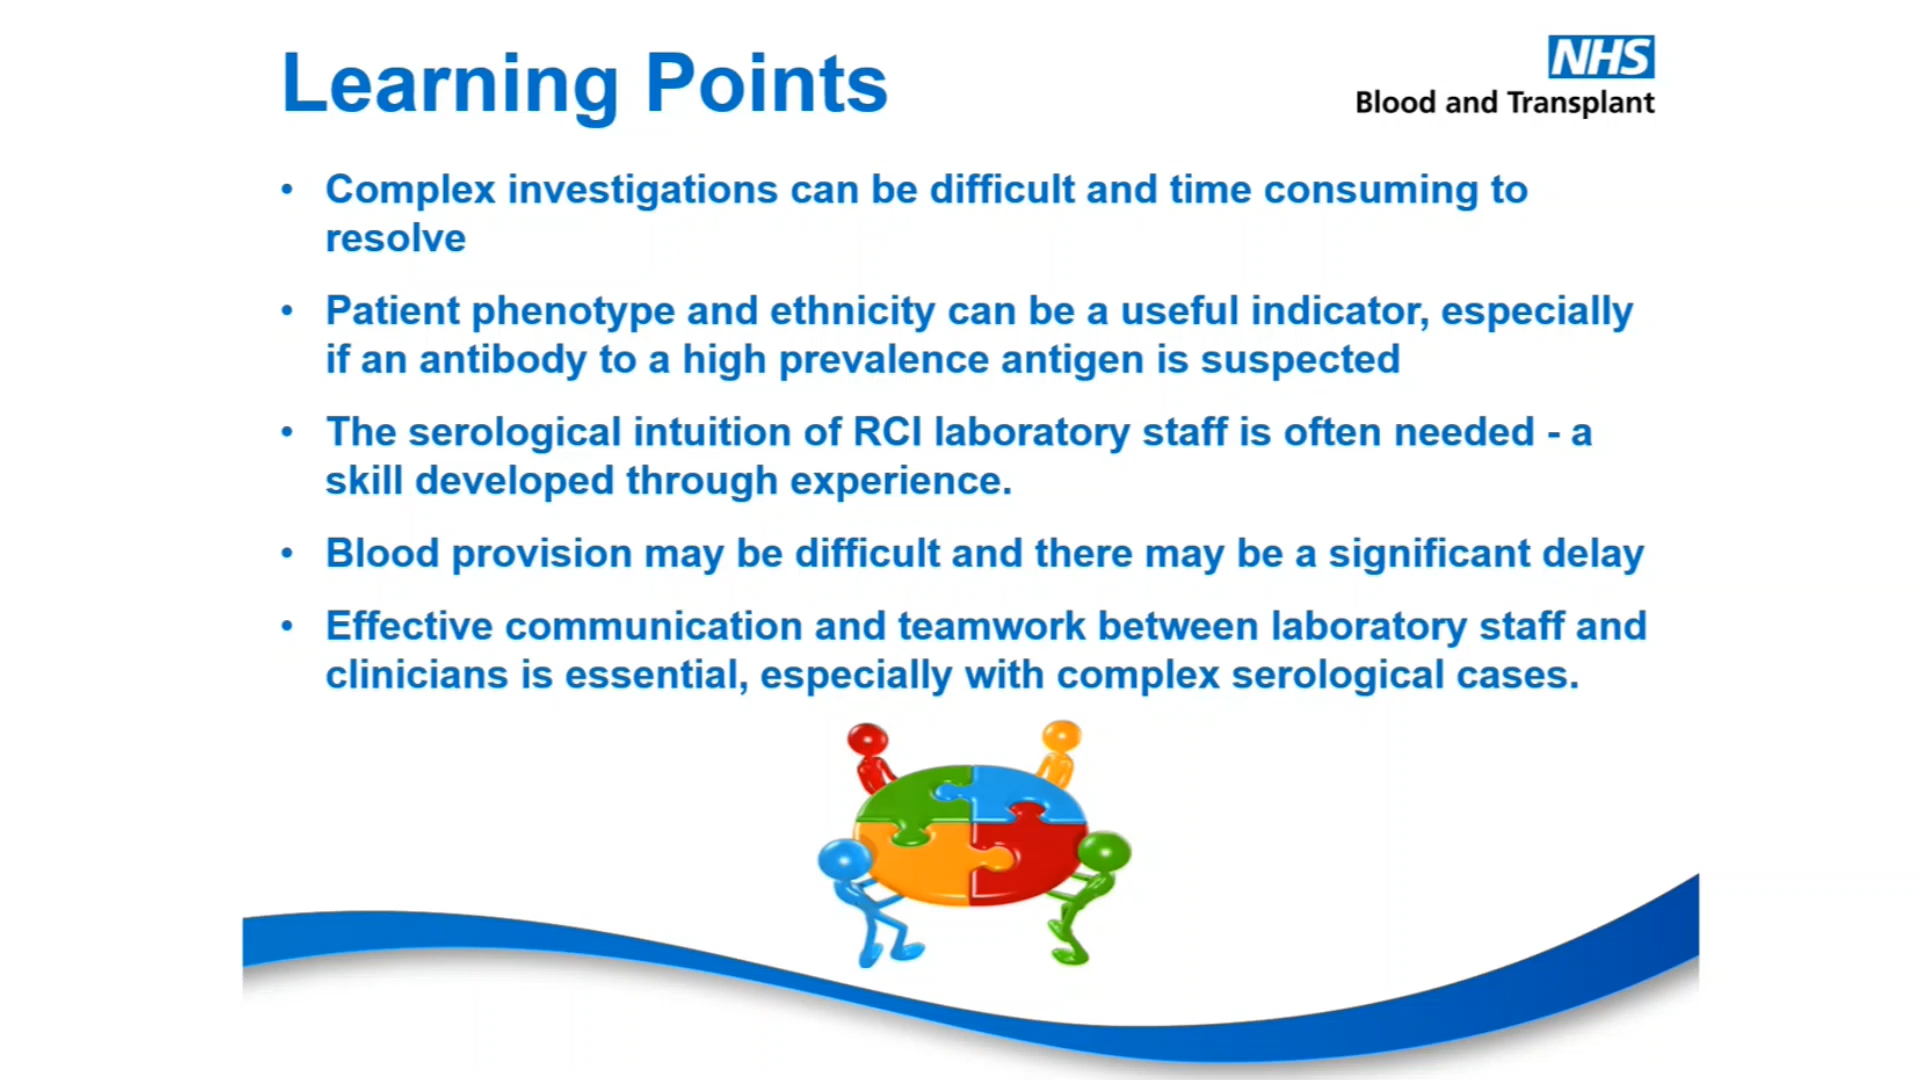 Learning Points
NHS
Blood and Transplant
• Complex investigations can be difficult and time consuming to
resolve
• Patient phenotype and ethnicity can be a useful indicator, especially
if an antibody to a high prevalence antigen is suspected
• The serological intuition of RCI laboratory staff is often needed - a
skill developed through experience.
• Blood provision may be difficult and there may be a significant delay
• Effective communication and teamwork between laboratory staff and
clinicians is essential, especially with complex serological cases.